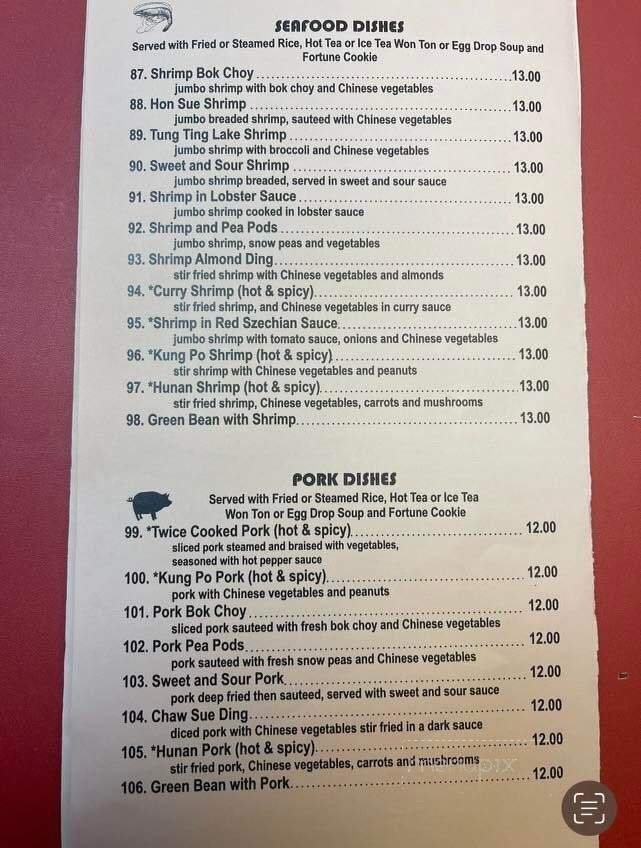 SEAFOOD DISHES
Served with Fried or Steamed Rice, Hot Tea or Ice Tea Won Ton or Egg Drop Soup and
Fortune Cookie
87. Shrimp Bok Choy 13.00
jumbo shrimp with bok choy and Chinese vegetables
88. Hon Sue Shrimp 13.00
jumbo breaded shrimp, sauteed with Chinese vegetables
89. Tung Ting Lake Shrimp 13.00
jumbo shrimp with broccoli and Chinese vegetables
90. Sweet and Sour Shrimp 13.00
jumbo shrimp breaded, served in sweet and sour sauce
91. Shrimp in Lobster Sauce 13.00
jumbo shrimp cooked in lobster sauce
92. Shrimp and Pea Pods 13.00
jumbo shrimp, snow peas and vegetables
93. Shrimp Almond Ding 13.00
stir fried shrimp with Chinese vegetables and almonds
94. *Curry Shrimp (hot & spicy) 13.00
stir fried shrimp, and Chinese vegetables in curry sauce
95. *Shrimp in Red Szechian Sauce 13.00
jumbo shrimp with tomato sauce, onions and Chinese vegetables
96. *Kung Po Shrimp (hot & spicy) 13.00
stir shrimp with Chinese vegetables and peanuts
97. *Hunan Shrimp (hot & spicy) 13.00
stir fried shrimp, Chinese vegetables, carrots and mushrooms
98. Green Bean with Shrimp 13.00
PORK DISHES
Served with Fried or Steamed Rice, Hot Tea or Ice Tea
Won Ton or Egg Drop Soup and Fortune Cookie
99. *Twice Cooked Pork (hot & spicy) 12.00
sliced pork steamed and braised with vegetables,
seasoned with hot pepper sauce
100. *Kung Po Pork (hot & spicy) 12.00
pork with Chinese vegetables and peanuts
101. Pork Bok Choy 12.00
sliced pork sauteed with fresh bok choy and Chinese vegetables
102. Pork Pea Pods 12.00
pork sauteed with fresh snow peas and Chinese vegetables
103. Sweet and Sour Pork 12.00
pork deep fried then sauteed, served with sweet and sour sauce
104. Chaw Sue Ding 12.00
diced pork with Chinese vegetables stir fried in a dark sauce
105. *Hunan Pork (hot & spicy) 12.00
stir fried pork, Chinese vegetables, carrots and mushrooms
106. Green Bean with Pork 12.00